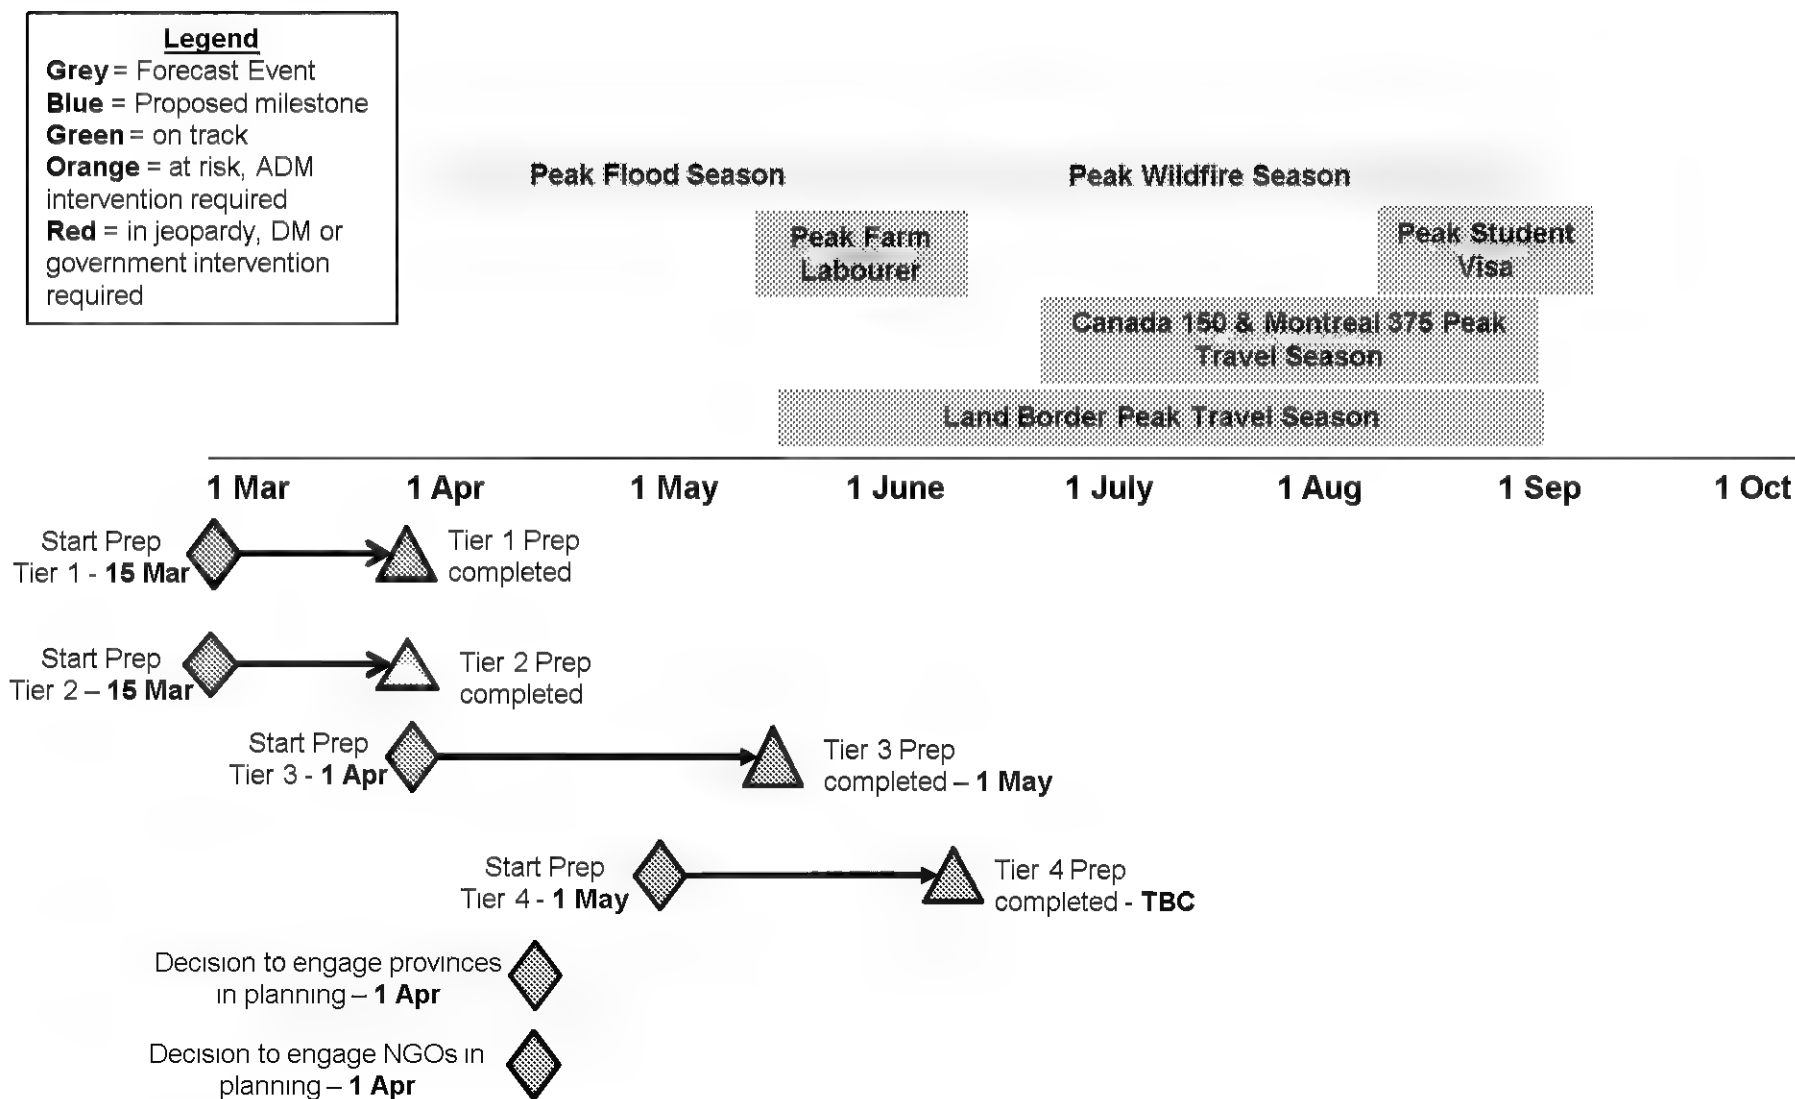 Legend
Grey = Forecast Event
Blue = Proposed milestone
Green = on track
Orange = at risk, ADM
intervention required
Red = in jeopardy, DM or
government intervention
required
Peak Flood Season
Peak Wildfire Season
Peak Farm
Labourer
Peak Student
Visa
Canada 150 & Montreal 375 Peak
Travel Season
Land Border Peak Travel Season
1 Mar
1 Apr
1 May
1 June
1 July
1 Aug
1 Sep
1 Oct
Start Prep
Tier 1 - 15 Mar
Tier 1 Prep
completed
Start Prep
Tier 2 – 15 Mar
Tier 2 Prep
completed
Start Prep
Tier 3 - 1 Apr
Tier 3 Prep
completed – 1 May
Start Prep
Tier 4 - 1 May
Tier 4 Prep
completed - TBC
Decision to engage provinces
in planning – 1 Apr
Decision to engage NGOs in
planning – 1 Apr